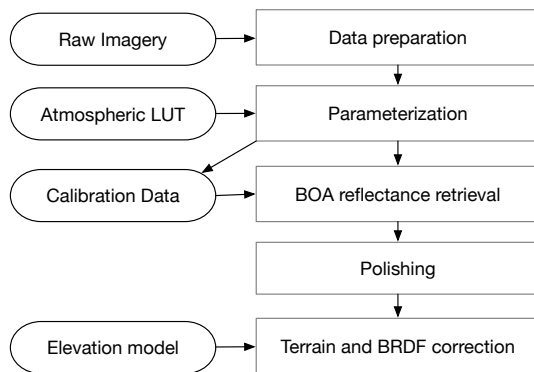 Raw Imagery
Data preparation
Atmospheric LUT
Parameterization
Calibration Data
BOA reflectance retrieval
Polishing
Elevation model
Terrain and BRDF correction